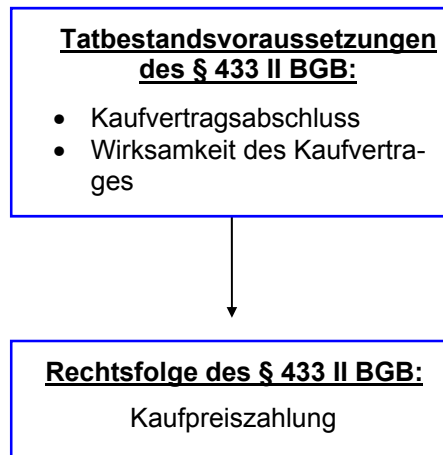 Tatbestandsvoraussetzungen
des § 433 II BGB:
• Kaufvertragsabschluss
• Wirksamkeit des Kaufvertra-
ges
Rechtsfolge des § 433 II BGB:
Kaufpreiszahlung